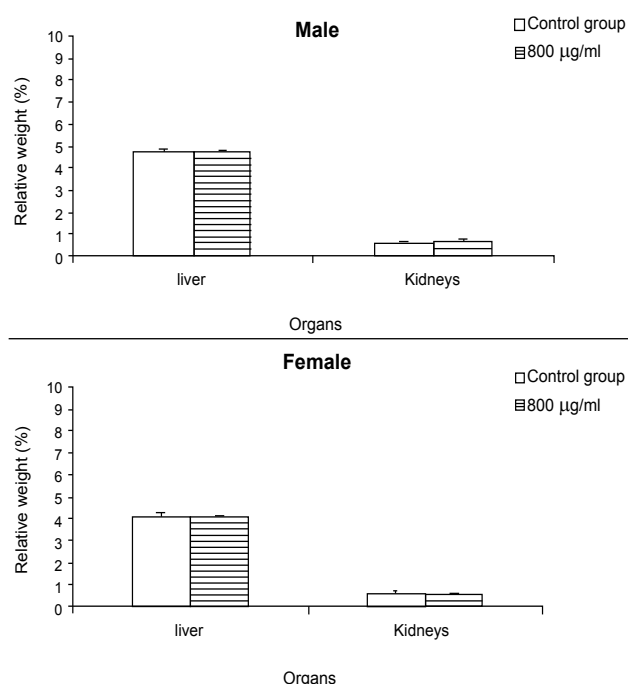 Male
Control group
800 μg/ml
Relative weight (%)
10
9
8
7
6
5
4
3
2
1
0
liver Kidneys
Organs
Female
Control group
800 μg/ml
Relative weight (%)
10
9
8
7
6
5
4
3
2
1
0
liver Kidneys
Organs